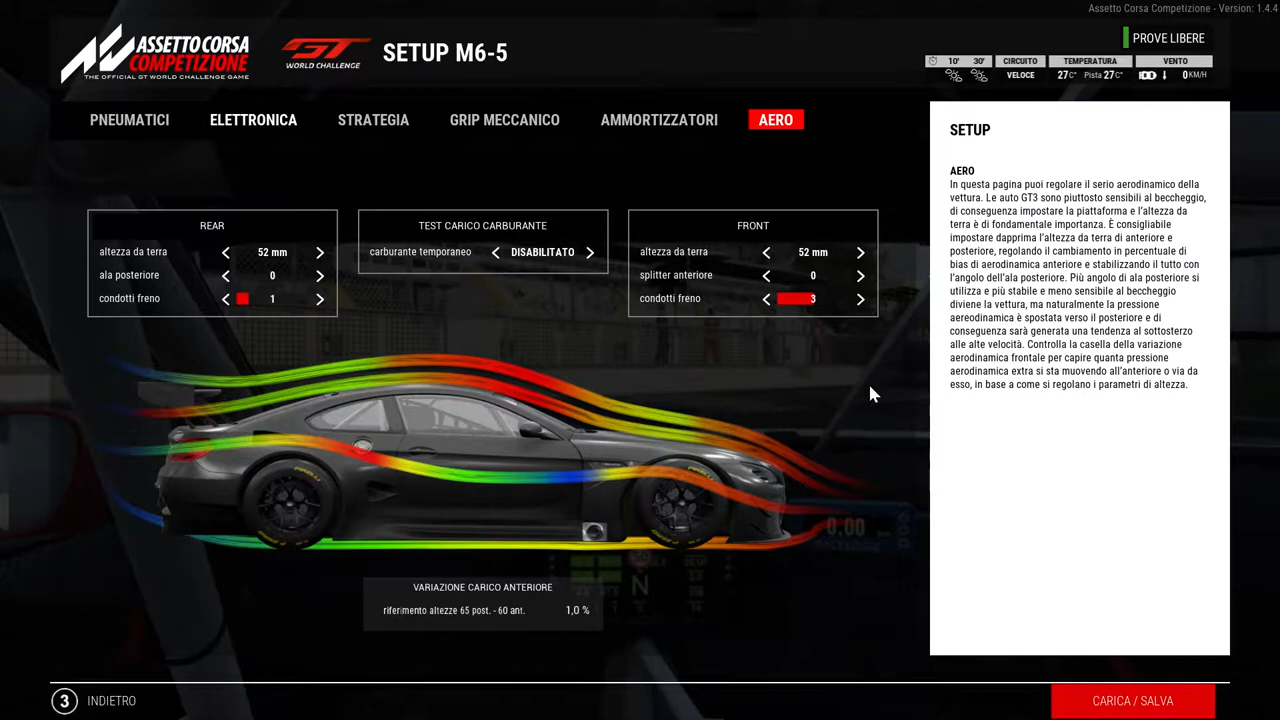 Assetto Corsa Competizione - Version: 1.4.4
ASSETTO CORSA
COMPETIZIONE
THE OFFICIAL GT WORLD CHALLENGE GAME
GT
WORLD CHALLENGE
SETUP M6-5
PROVE LIBERE
10' 30' CIRCUITO TEMPERATURA VENTO
VELOCE 27C° Pista 27C° 0KM/H
PNEUMATICI ELETTRONICA STRATEGIA GRIP MECCANICO AMMORTIZZATORI AERO
REAR
altezza da terra 52 mm
ala posteriore 0
condotti freno 1
TEST CARICO CARBURANTE
carburante temporaneo DISABILITATO
FRONT
altezza da terra 52 mm
splitter anteriore 0
condotti freno 3
SETUP
AERO
In questa pagina puoi regolare il serio aerodinamico della
vettura. Le auto GT3 sono piuttosto sensibili al beccheggio,
di conseguenza impostare la piattaforma e l'altezza da
terra è di fondamentale importanza. È consigliabile
impostare dapprima l'altezza da terra di anteriore e
posteriore, regolando il cambiamento in percentuale di
bias di aerodinamica anteriore e stabilizzando il tutto con
l'angolo dell'ala posteriore. Più angolo di ala posteriore si
utilizza e più stabile e meno sensibile al beccheggio
diviene la vettura, ma naturalmente la pressione
aereodinamica è spostata verso il posteriore e di
conseguenza sarà generata una tendenza al sottosterzo
alle alte velocità. Controlla la casella della variazione
aerodinamica frontale per capire quanta pressione
aerodinamica extra si sta muovendo all'anteriore o via da
esso, in base a come si regolano i parametri di altezza.
PIRELLI
PIRELLI
0.00
N
VARIAZIONE CARICO ANTERIORE
riferimento altezze 65 post. - 60 ant. 1,0 %
3 INDIETRO
CARICA / SALVA